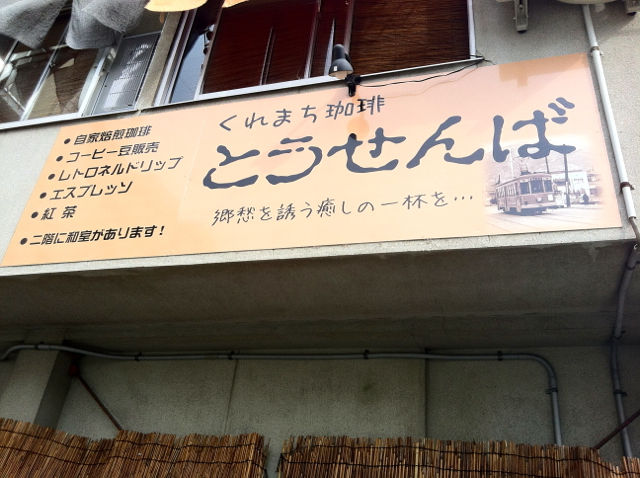 • 自家焙煎珈琲
• コーヒー豆販売
• レトロネルドリップ
• エスプレッソ
• 紅茶
• 二階に和室があります!
くれまち珈琲
とうせんば
郷愁を誘う癒しの一杯を…